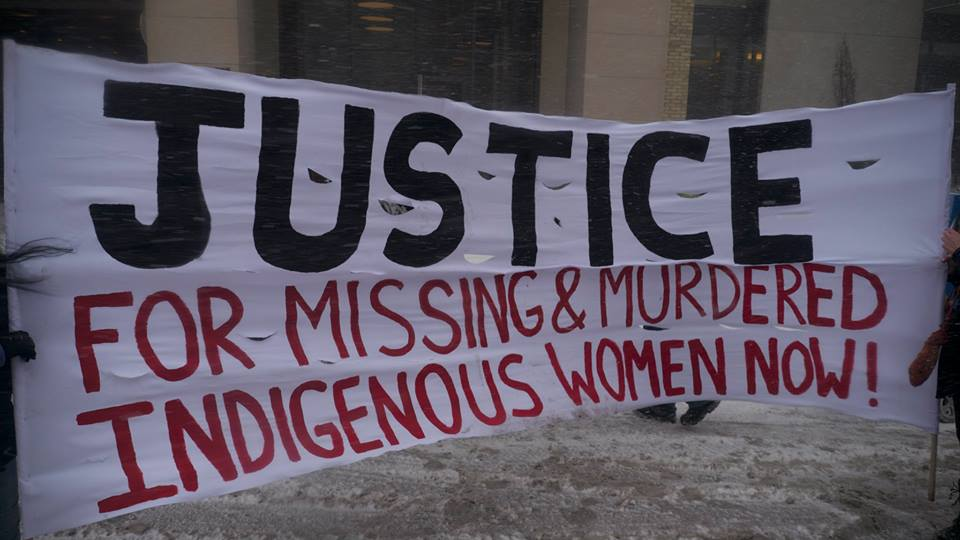 JUSTICE
FOR MISSING & MURDERED
INDIGENOUS WOMEN NOW!